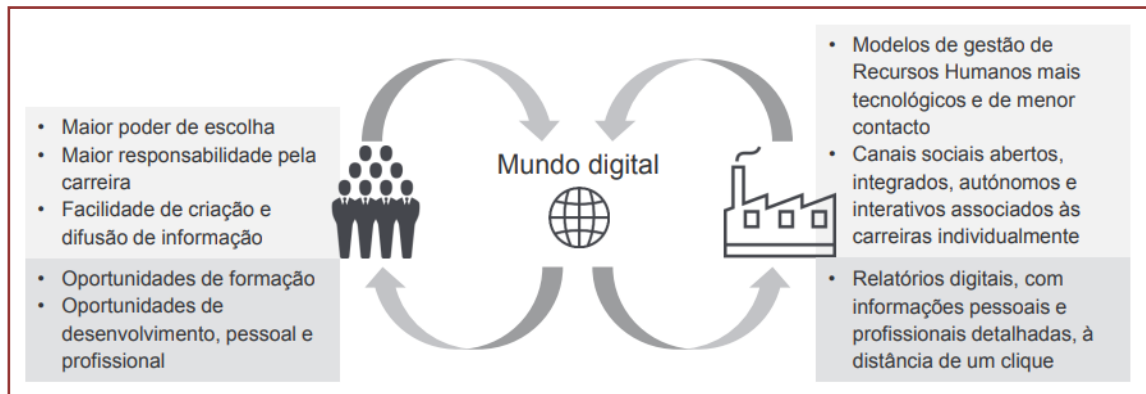 • Maior poder de escolha
• Maior responsabilidade pela
carreira
• Facilidade de criação e
difusão de informação
• Oportunidades de formação
• Oportunidades de
desenvolvimento, pessoal e
profissional
Mundo digital
• Modelos de gestão de
Recursos Humanos mais
tecnológicos e de menor
contacto
• Canais sociais abertos,
integrados, autónomos e
interativos associados às
carreiras individualmente
• Relatórios digitais, com
informações pessoais e
profissionais detalhadas, à
distância de um clique